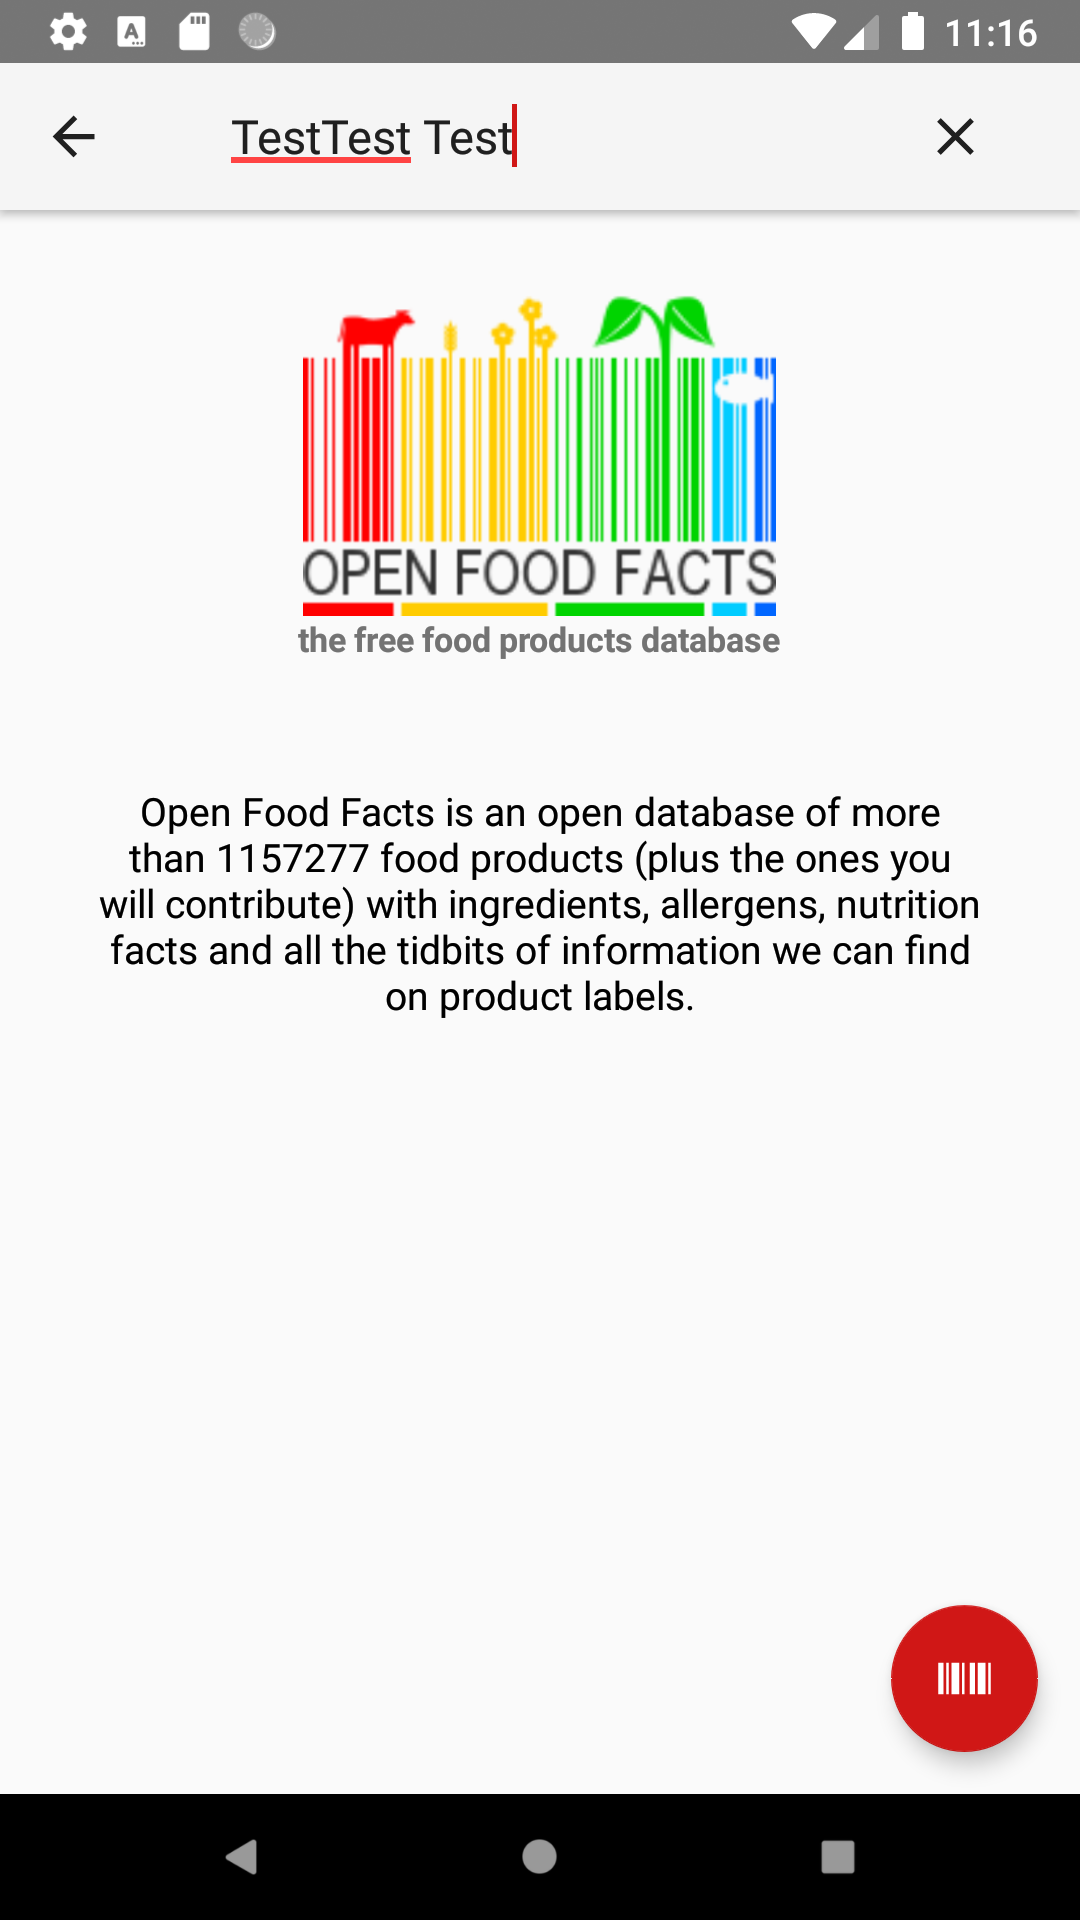 11:16
TestTest Test
OPEN FOOD FACTS
the free food products database
Open Food Facts is an open database of more
than 1157277 food products (plus the ones you
will contribute) with ingredients, allergens, nutrition
facts and all the tidbits of information we can find
on product labels.